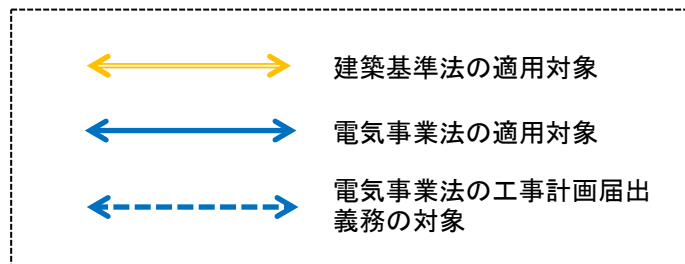 建築基準法の適用対象
電気事業法の適用対象
電気事業法の工事計画届出
義務の対象